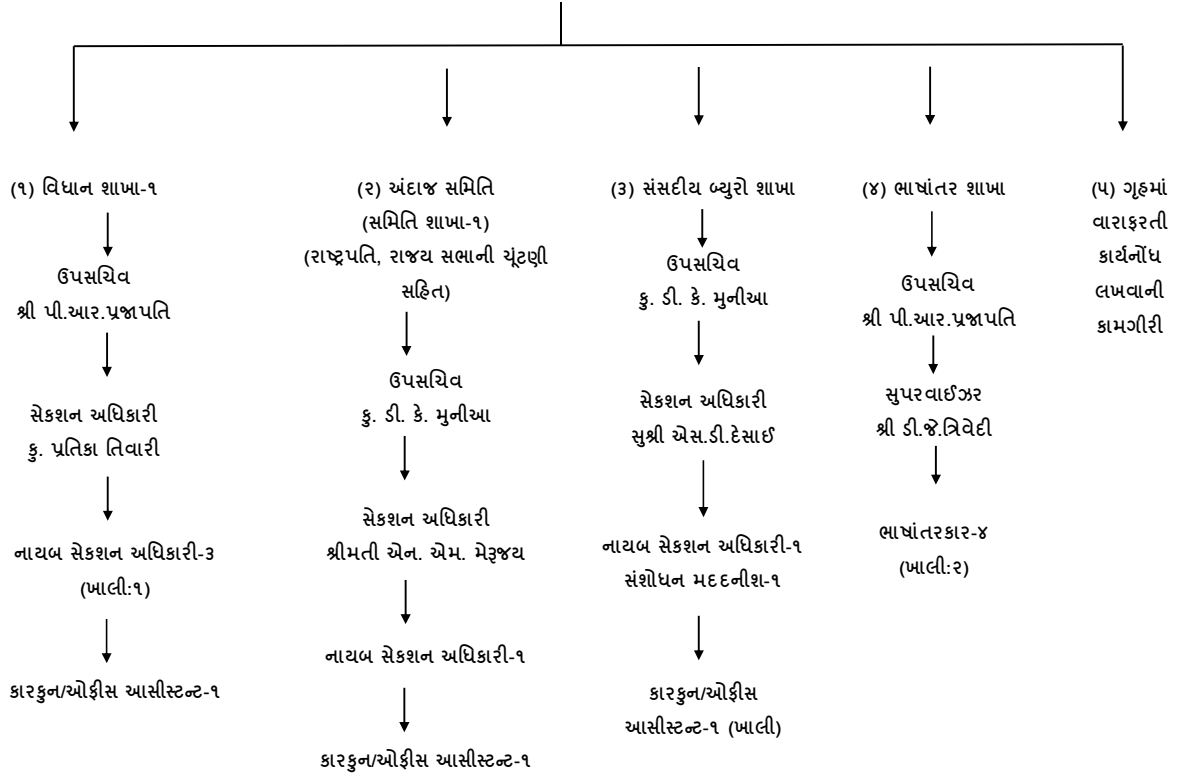 (૧) વિધાન શાખા-૧
ઉપસચિવ
શ્રી પી.આર.પ્રજાપતિ
સેકશન અધિકારી
કુ. પ્રતિકા તિવારી
નાયબ સેકશન અધિકારી-૩
(ખાલી:૧)
કારકુન/ઓફીસ આસીસ્ટન્ટ-૧
(૨) અંદાજ સમિતિ
(સમિતિ શાખા-૧)
(રાષ્ટ્રપતિ, રાજય સભાની ચૂંટણી
સહિત)
ઉપસચિવ
કુ. ડી. કે. મુનીઆ
સેકશન અધિકારી
શ્રીમતી એન. એમ. મેરૂજય
નાયબ સેકશન અધિકારી-૧
કારકુન/ઓફીસ આસીસ્ટન્ટ-૧
(૩) સંસદીય બ્યુરો શાખા
ઉપસચિવ
કુ. ડી. કે. મુનીઆ
સેકશન અધિકારી
સુશ્રી એસ.ડી.દેસાઈ
નાયબ સેકશન અધિકારી-૧
સંશોધન મદદનીશ-૧
કારકુન/ઓફીસ
આસીસ્ટન્ટ-૧ (ખાલી)
(૪) ભાષાંતર શાખા
ઉપસચિવ
શ્રી પી.આર.પ્રજાપતિ
સુપરવાઈઝર
શ્રી ડી.જે.ત્રિવેદી
ભાષાંતરકાર-૪
(ખાલી:૨)
(૫) ગૃહમાં
વારાફરતી
કાર્યનોંધ
લખવાની
કામગીરી